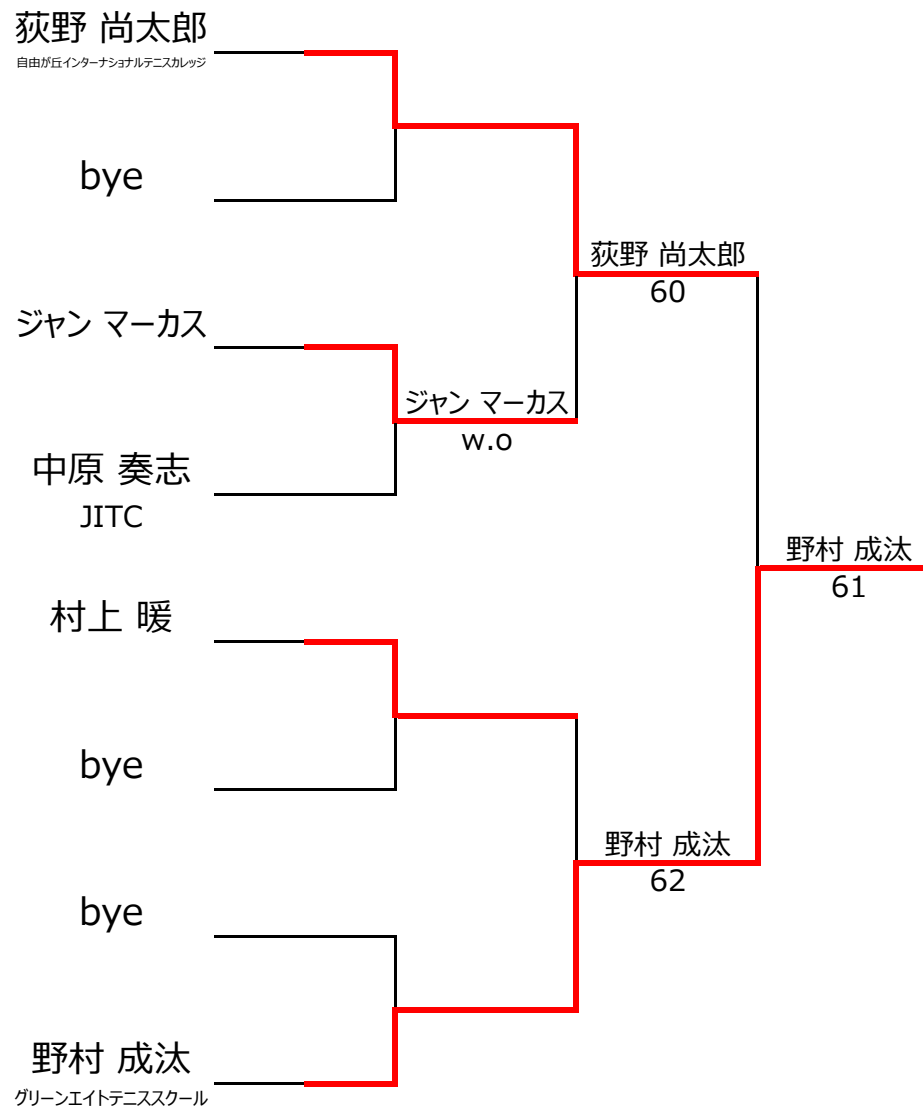 荻野 尚太郎
自由が丘インターナショナルテニスカレッジ
bye
荻野 尚太郎
60
ジャン マーカス
ジャン マーカス
w.o
中原 奏志
JITC
野村 成汰
61
村上 暖
bye
野村 成汰
62
bye
野村 成汰
グリーンエイトテニススクール